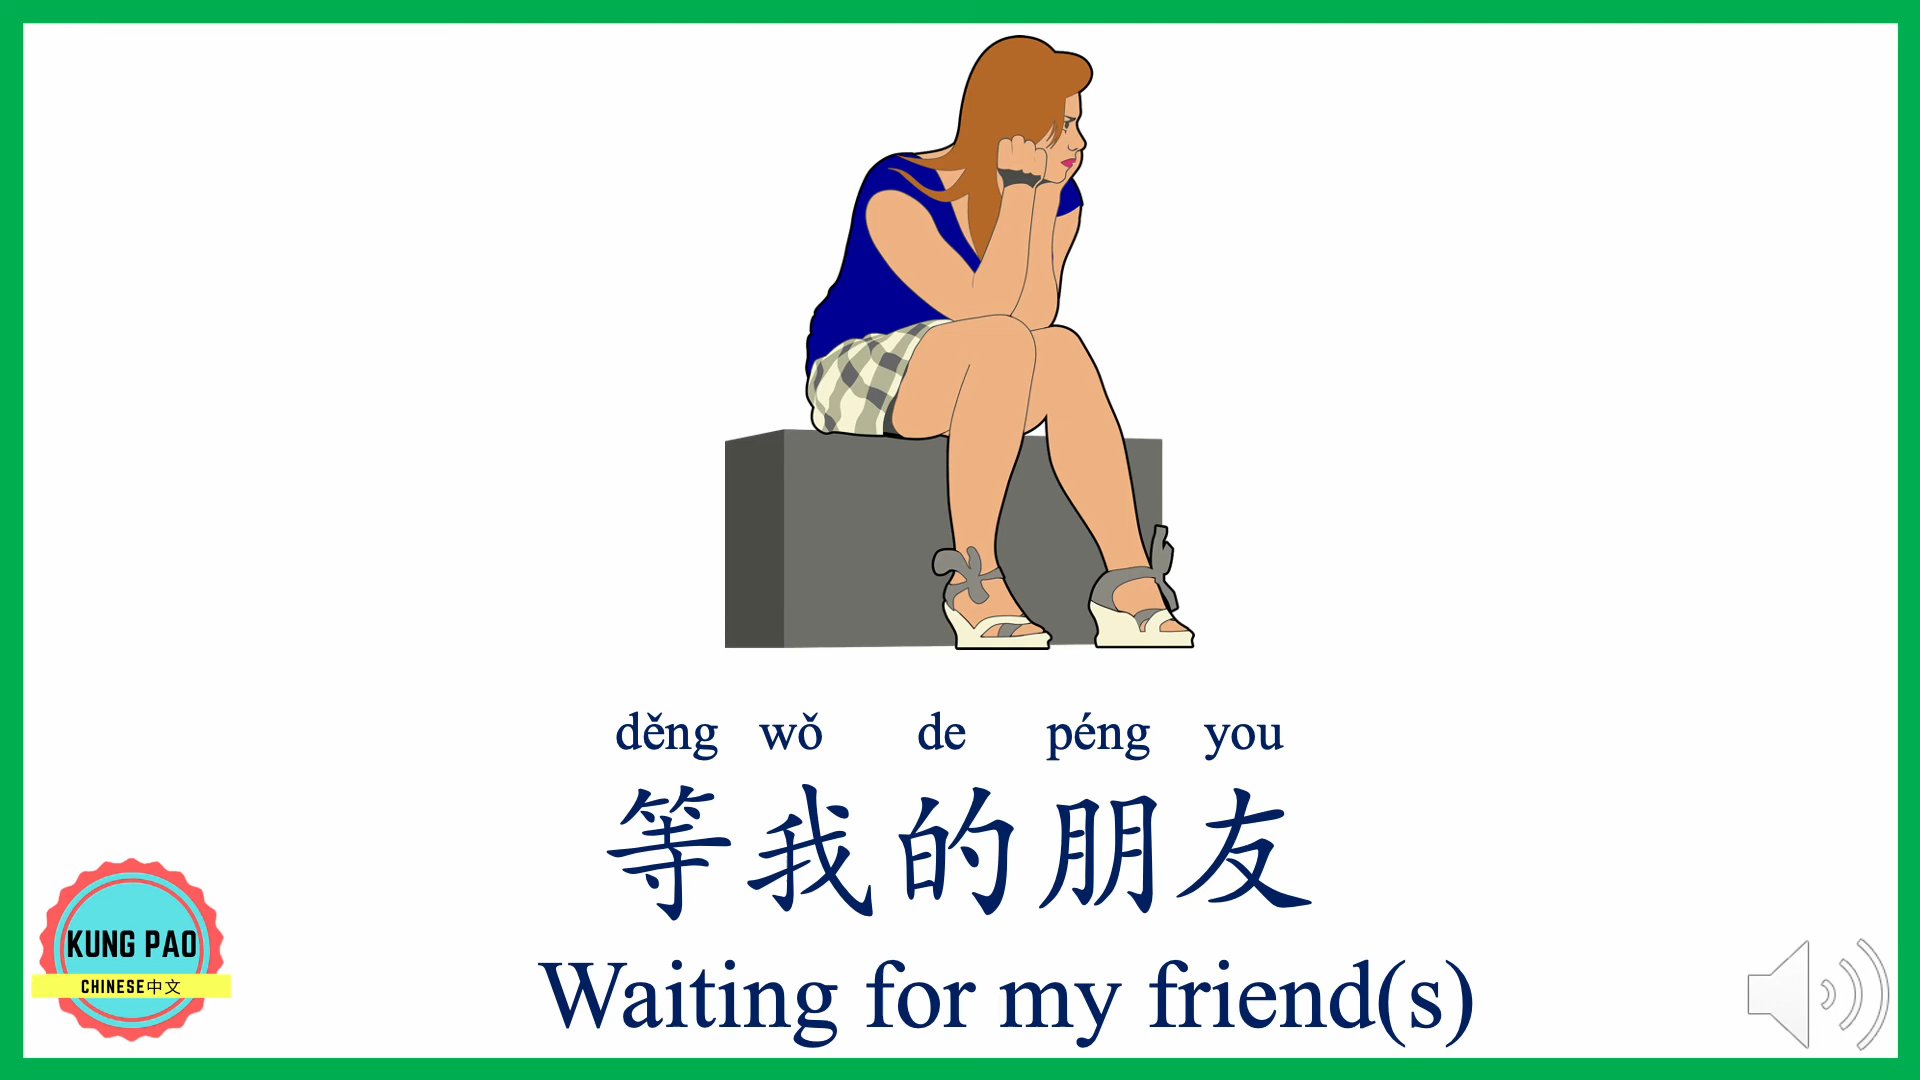 děng wǒ de péng you
等我的朋友
Waiting for my friend(s)
KUNG PAO
CHINESE中文